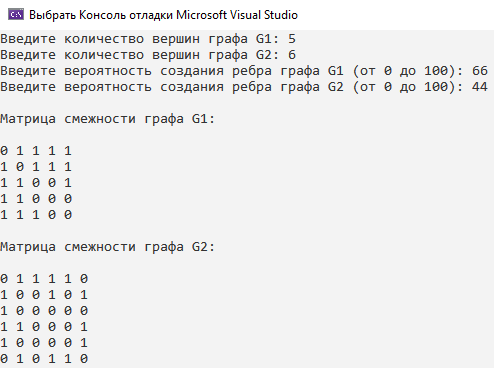 Выбрать Консоль отладки Microsoft Visual Studio
Введите количество вершин графа G1: 5
Введите количество вершин графа G2: 6
Введите вероятность создания ребра графа G1 (от 0 до 100): 66
Введите вероятность создания ребра графа G2 (от 0 до 100): 44
Матрица смежности графа G1:
0 1 1 1 1
1 0 1 1 1
1 1 0 0 1
1 1 0 0 0
1 1 1 0 0
Матрица смежности графа G2:
0 1 1 1 1 0
1 0 0 1 0 1
1 0 0 0 0 0
1 1 0 0 0 1
1 0 0 0 0 1
0 1 0 1 1 0